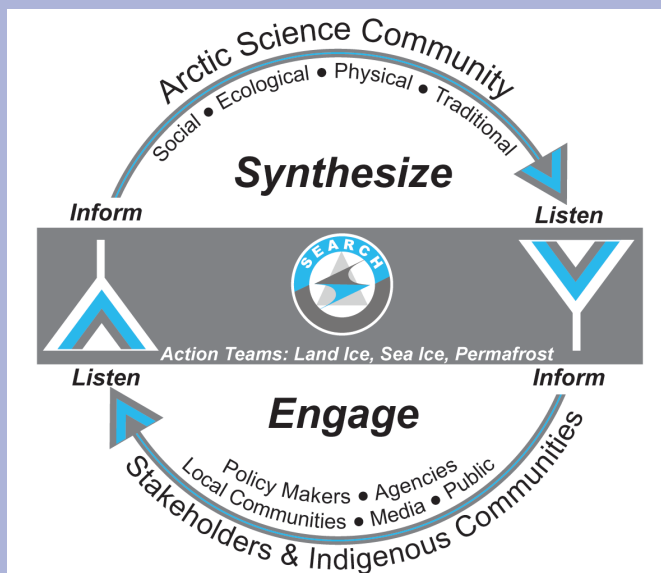 Arctic Science Community
Social • Ecological • Physical • Traditional
Synthesize
Inform
Listen
SEARCH
Action Teams: Land Ice, Sea Ice, Permafrost
Listen
Inform
Engage
Policy Makers • Agencies
Local Communities • Media • Public
Stakeholders & Indigenous Communities